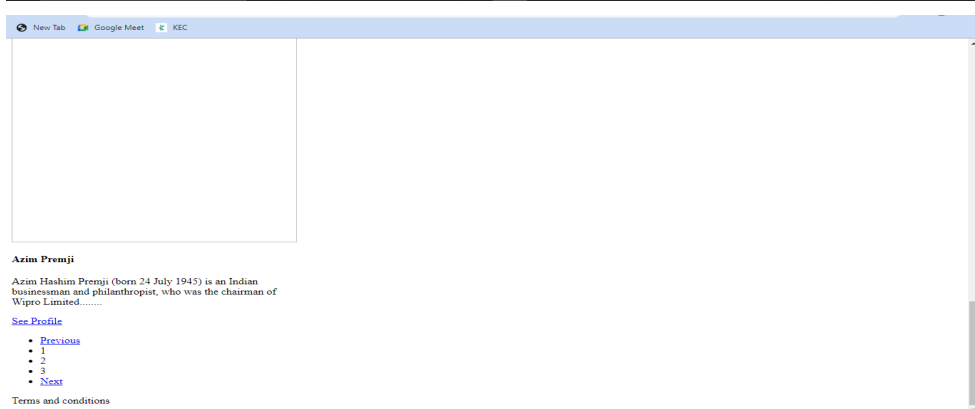 New Tab Google Meet KEC
Azim Premji
Azim Hashim Premji (born 24 July 1945) is an Indian
businessman and philanthropist, who was the chairman of
Wipro Limited........
See Profile
Previous
1
2
3
Next
Terms and conditions